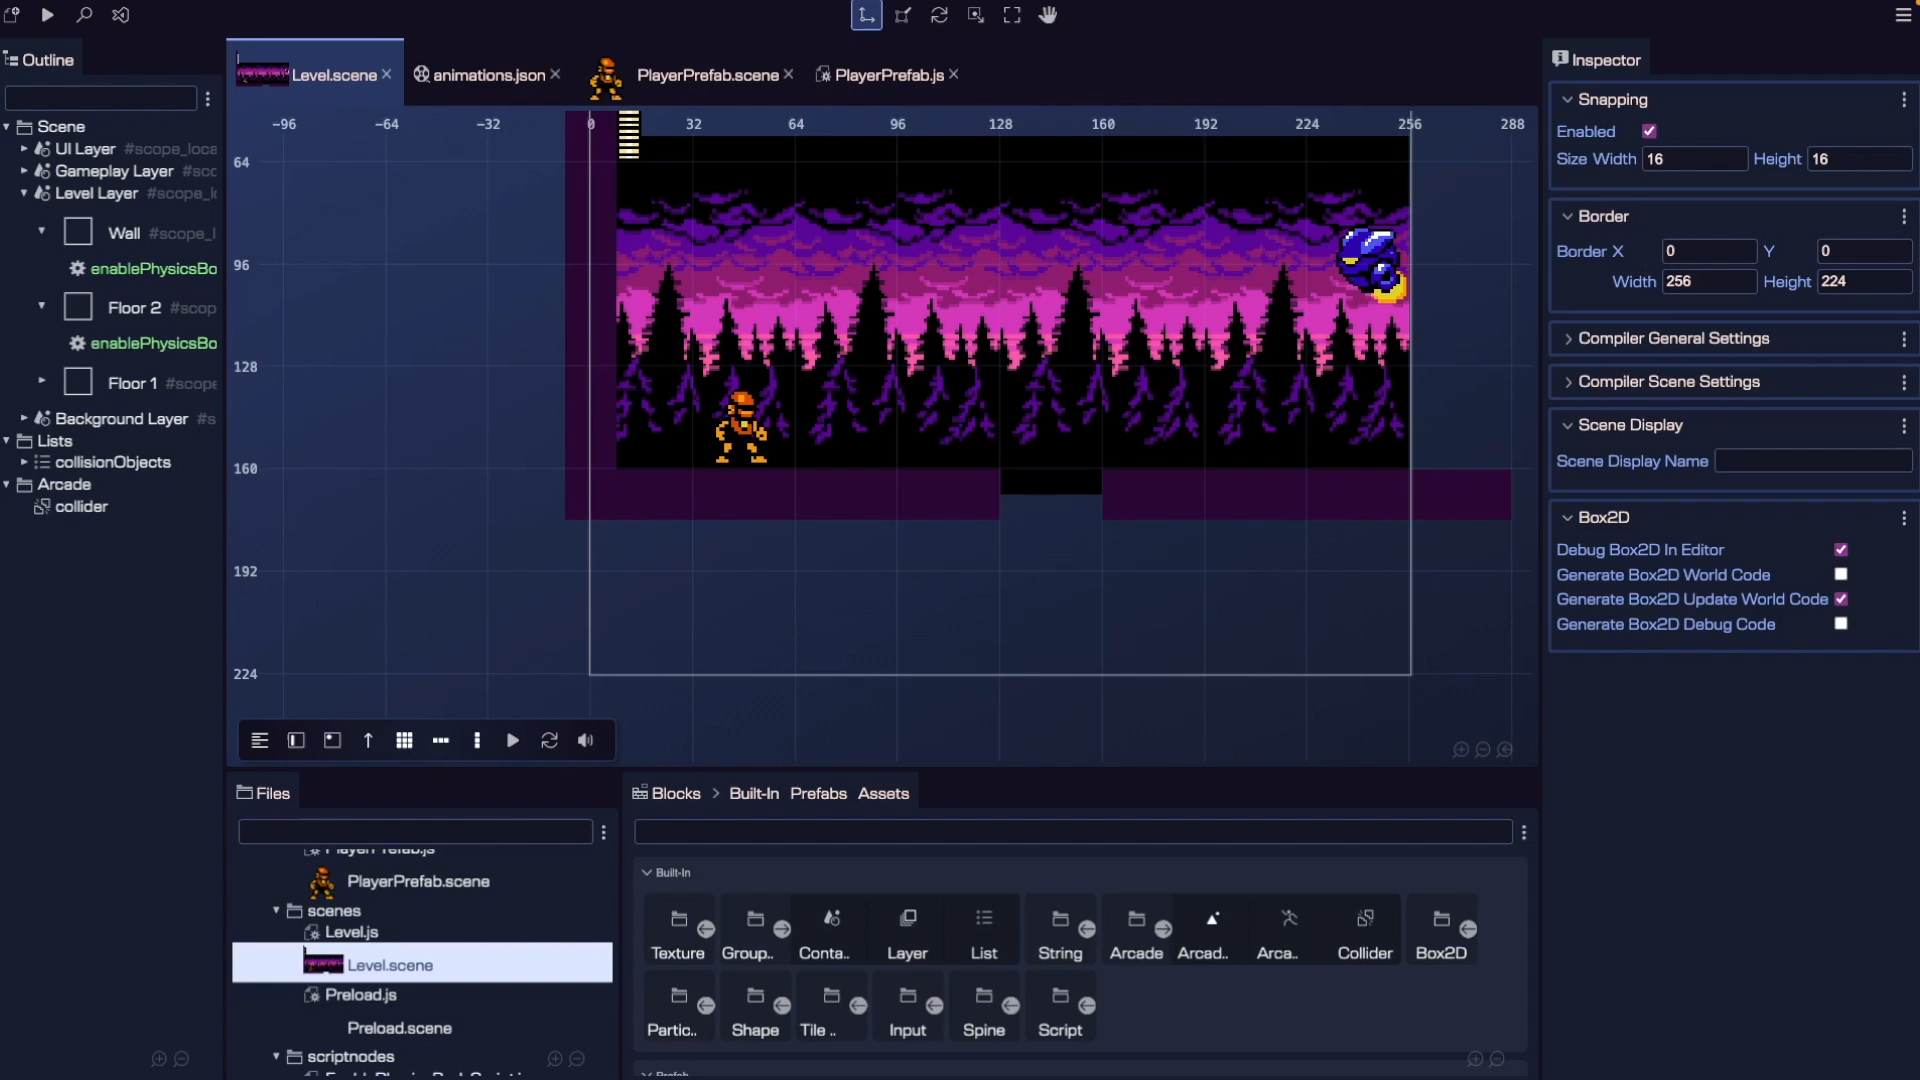 Outline
Level.scene
animations.json
PlayerPrefab.scene
PlayerPrefab.js
Inspector
Scene
UI Layer #scope_loca
Gameplay Layer #scc
Level Layer #scope_l
Wall #scope_l
enablePhysicsBo
Floor 2 #scop
enablePhysicsBo
Floor 1 #scope
Background Layer #s
Lists
collisionObjects
Arcade
collider
-96 -64 -32 0 32 64 96 128 160 192 224 256 288
64
96
128
160
192
224
Snapping
Enabled
Size Width 16 Height 16
Border
Border X 0 Y 0
Width 256 Height 224
Compiler General Settings
Compiler Scene Settings
Scene Display
Scene Display Name
Box2D
Debug Box2D In Editor
Generate Box2D World Code
Generate Box2D Update World Code
Generate Box2D Debug Code
Files
PlayerPrefab.js
PlayerPrefab.scene
scenes
Level.js
Level.scene
Preload.js
Preload.scene
scriptnodes
Blocks > Built-In Prefabs Assets
Built-In
Texture Group.. Conta.. Layer List String Arcade Arcad.. Arca.. Collider Box2D
Partic.. Shape Tile .. Input Spine Script
Prefab